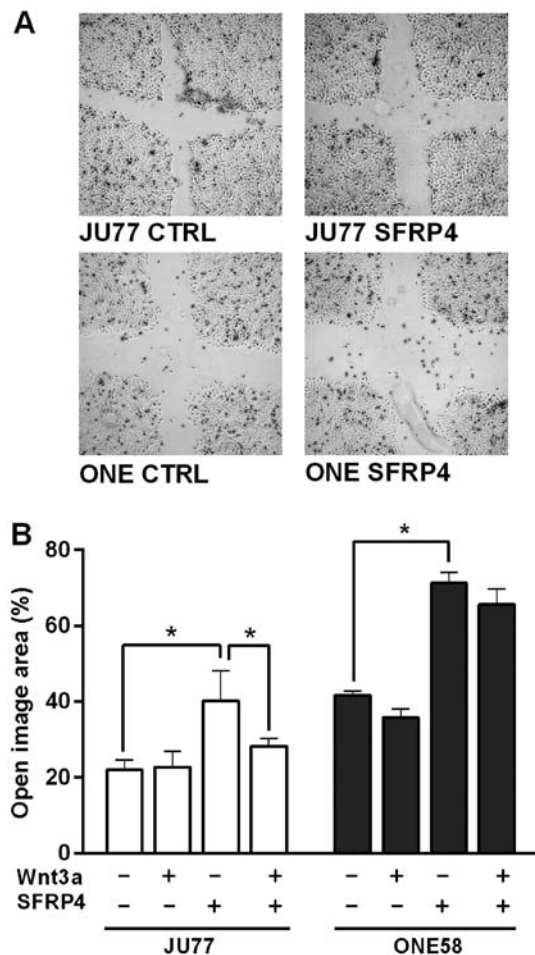 A
JU77 CTRL JU77 SFRP4
ONE CTRL ONE SFRP4
B
Open image area (%)
80
60
40
20
0
* * *
Wnt3a − + − + − + − +
SFRP4 − − + + − − + +
JU77 ONE58